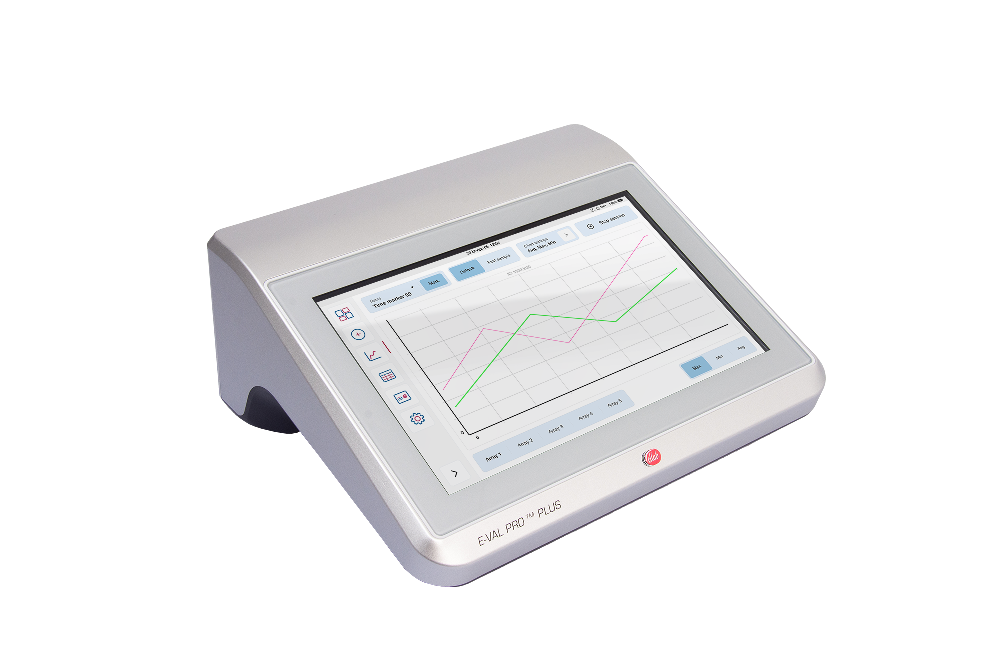 2022-Apr-05 12:54
EVP 100%
Name
Time marker 02
Mark
Default
Fast sample
Chart settings
Avg, Max, Min
Stop session
ID: 30303030
0
0
Max
Min
Avg
Array 1
Array 2
Array 3
Array 4
Array 5
ellab
E-VAL PRO™ PLUS